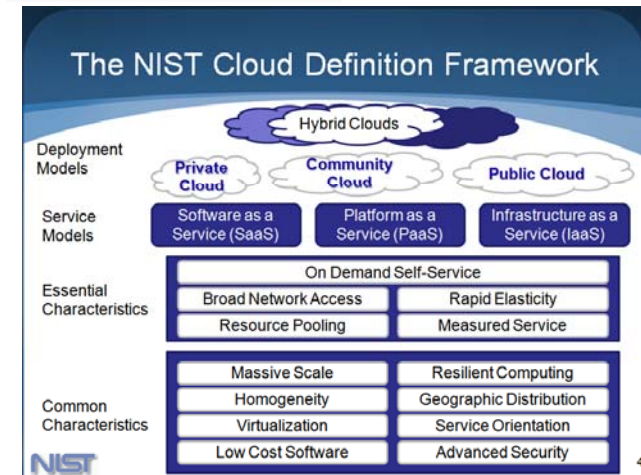 The NIST Cloud Definition Framework
Hybrid Clouds
Deployment
Models
Private
Cloud
Community
Cloud
Public Cloud
Service
Models
Software as a
Service (SaaS)
Platform as a
Service (PaaS)
Infrastructure as a
Service (IaaS)
Essential
Characteristics
On Demand Self-Service
Broad Network Access
Rapid Elasticity
Resource Pooling
Measured Service
Common
Characteristics
Massive Scale
Resilient Computing
Homogeneity
Geographic Distribution
Virtualization
Service Orientation
Low Cost Software
Advanced Security
NIST
4